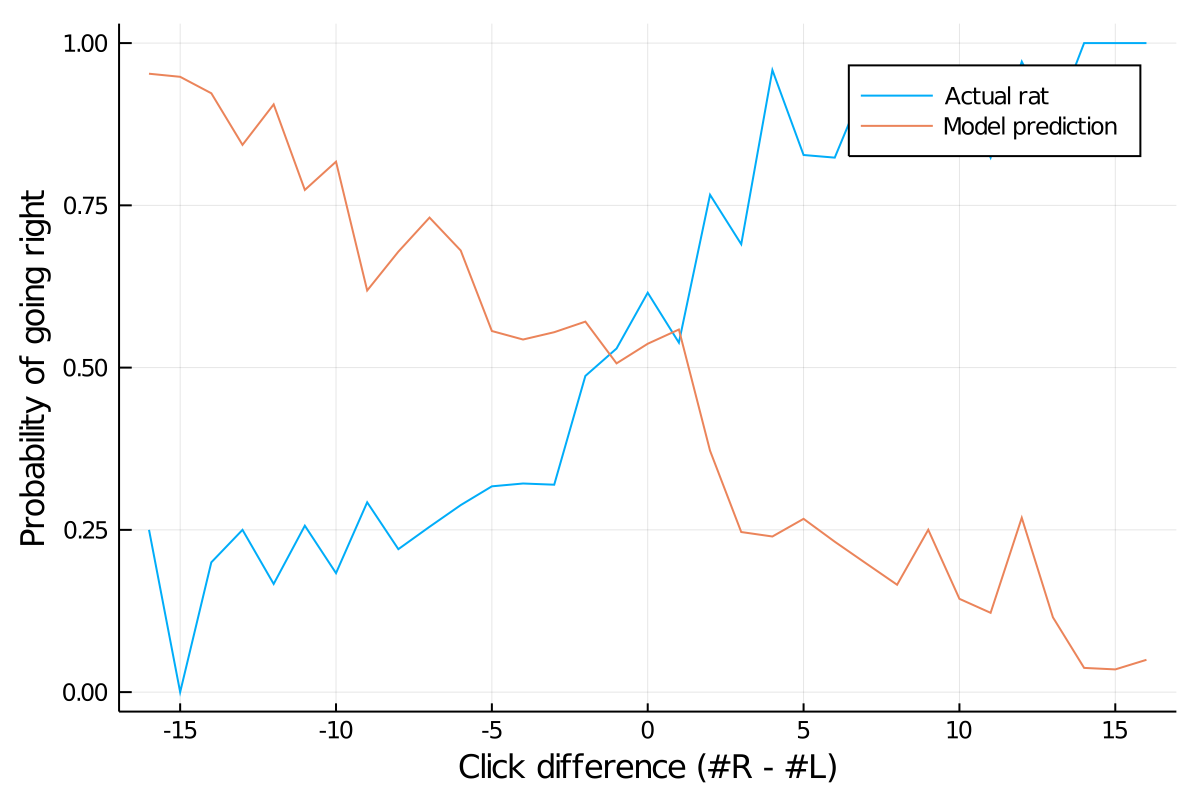 1.00
0.75
0.50
0.25
0.00
Probability of going right
Actual rat
Model prediction
-15 -10 -5 0 5 10 15
Click difference (#R - #L)